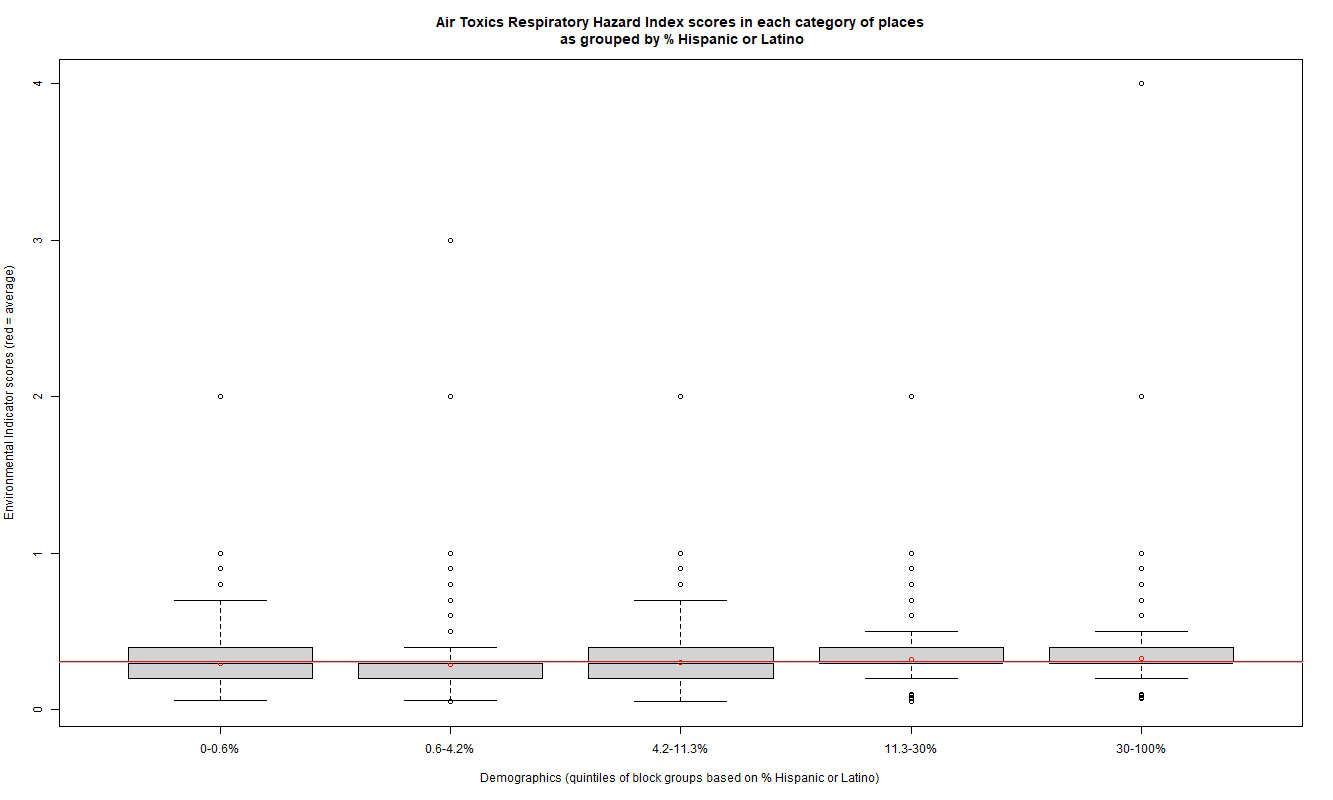 Air Toxics Respiratory Hazard Index scores in each category of places
as grouped by % Hispanic or Latino
Environmental Indicator scores (red = average)
4
3
2
1
0
0-0.6%
0.6-4.2%
4.2-11.3%
11.3-30%
30-100%
Demographics (quintiles of block groups based on % Hispanic or Latino)